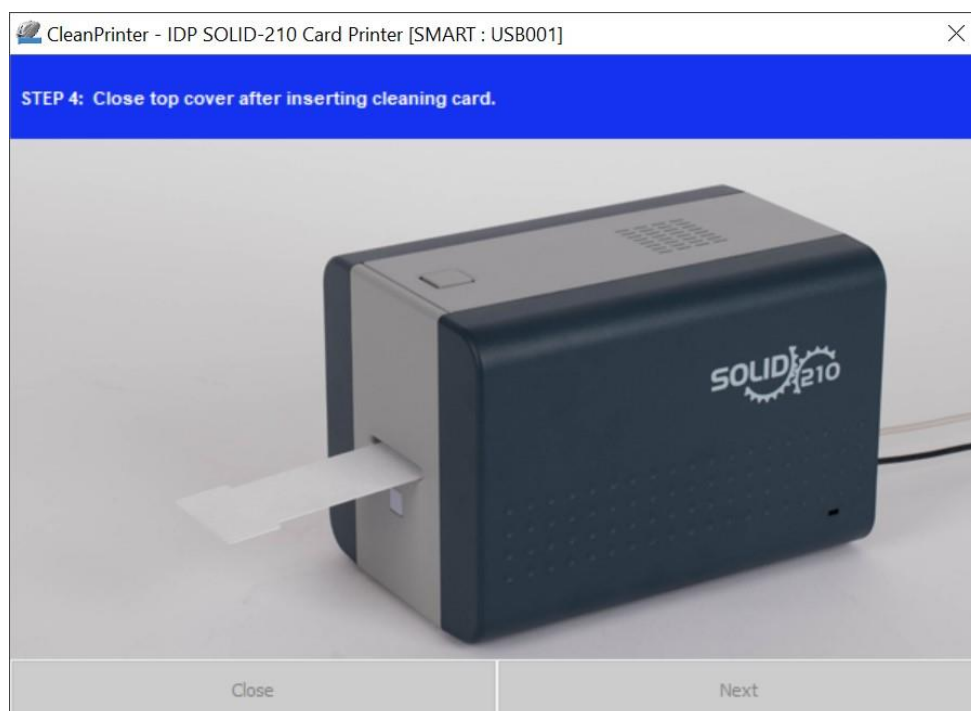 CleanPrinter - IDP SOLID-210 Card Printer [SMART : USB001]
STEP 4: Close top cover after inserting cleaning card.
SOLID 210
Close
Next